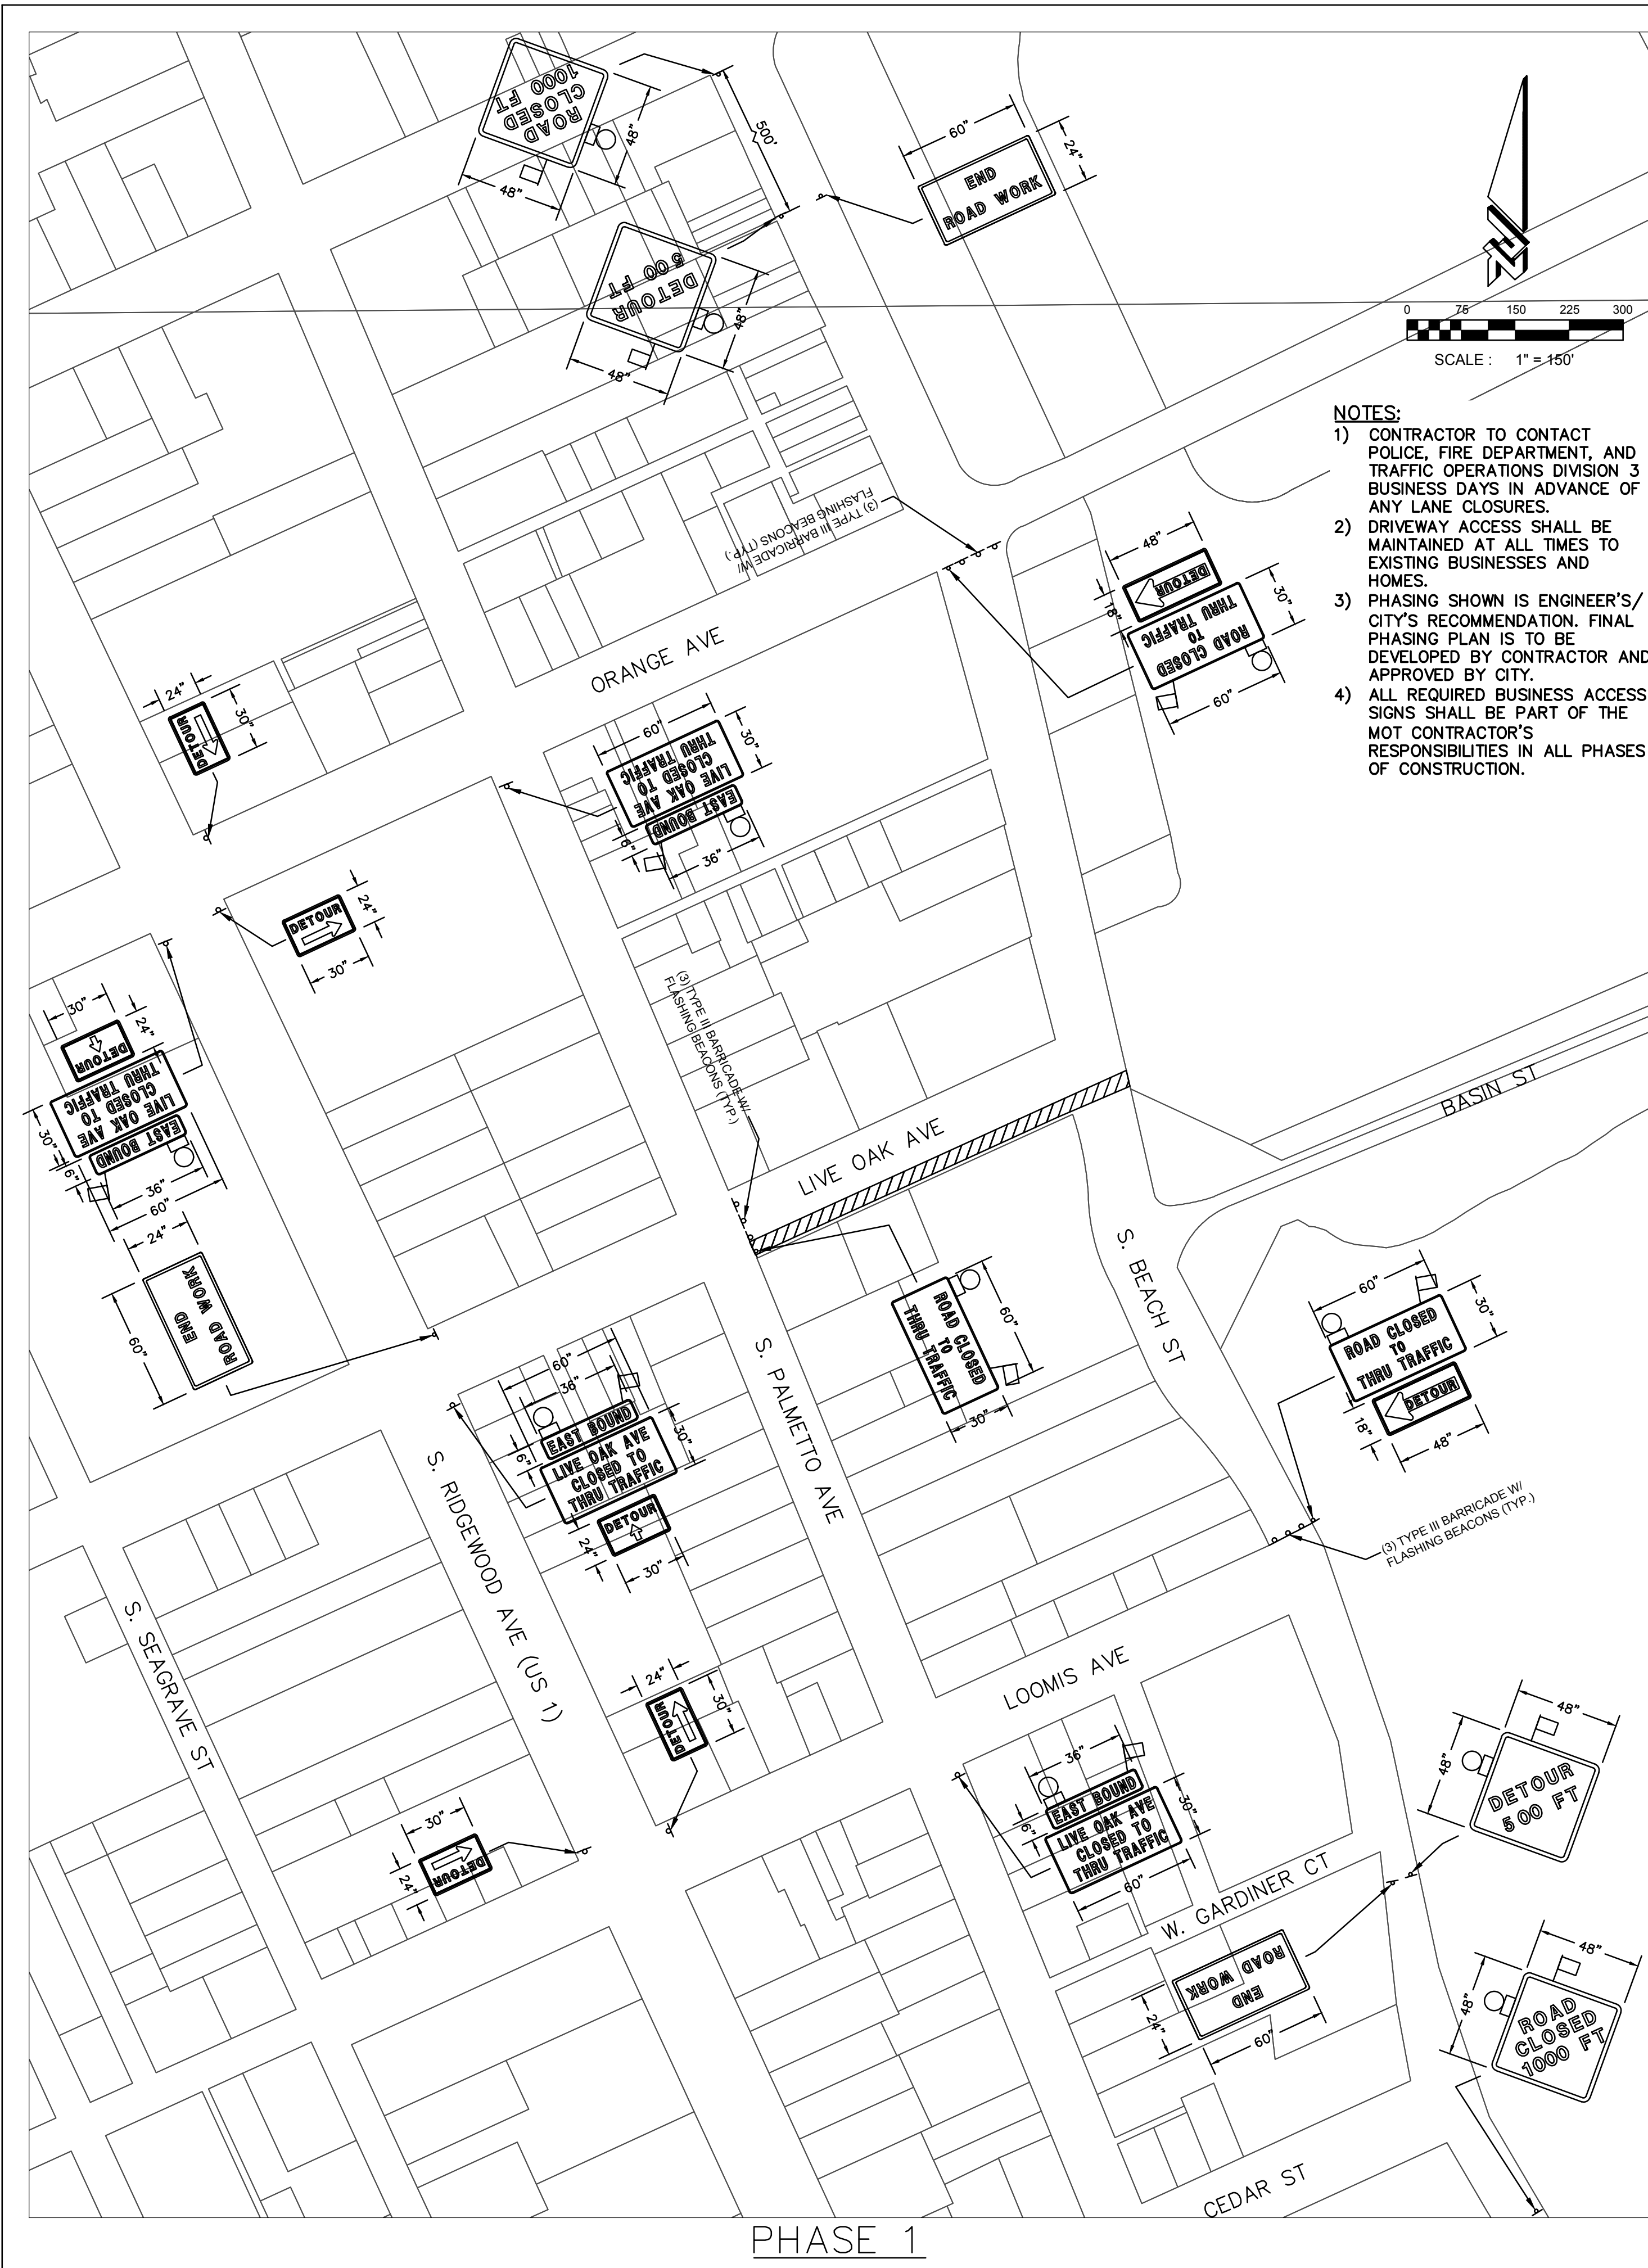 ROAD
CLOSED
1000 FT
48"
48"
500'
DETOUR
500 FT
48"
48"
60"
24"
END
ROAD WORK
N
0 75 150 225 300
SCALE : 1" = 150'
NOTES:
1) CONTRACTOR TO CONTACT
POLICE, FIRE DEPARTMENT, AND
TRAFFIC OPERATIONS DIVISION 3
BUSINESS DAYS IN ADVANCE OF
ANY LANE CLOSURES.
2) DRIVEWAY ACCESS SHALL BE
MAINTAINED AT ALL TIMES TO
EXISTING BUSINESSES AND
HOMES.
3) PHASING SHOWN IS ENGINEER'S/
CITY'S RECOMMENDATION. FINAL
PHASING PLAN IS TO BE
DEVELOPED BY CONTRACTOR AND
APPROVED BY CITY.
4) ALL REQUIRED BUSINESS ACCESS
SIGNS SHALL BE PART OF THE
MOT CONTRACTOR'S
RESPONSIBILITIES IN ALL PHASES
OF CONSTRUCTION.
(3) TYPE III BARRICADE W/
FLASHING BEACONS (TYP.)
48"
18"
DETOUR
ROAD CLOSED
TO
THRU TRAFFIC
30"
60"
ORANGE AVE
24"
30"
DETOUR
60"
30"
EAST BOUND
LIVE OAK AVE
CLOSED TO
THRU TRAFFIC
6"
36"
DETOUR
24"
30"
30"
24"
DETOUR
EAST BOUND
LIVE OAK AVE
CLOSED TO
THRU TRAFFIC
30"
6"
36"
60"
24"
END
ROAD WORK
60"
(3) TYPE III BARRICADE W/
FLASHING BEACONS (TYP.)
LIVE OAK AVE
BASIN ST
S. BEACH ST
ROAD CLOSED
TO
THRU TRAFFIC
60"
30"
60"
30"
ROAD CLOSED
TO
THRU TRAFFIC
DETOUR
18"
48"
(3) TYPE III BARRICADE W/
FLASHING BEACONS (TYP.)
S. PALMETTO AVE
60"
36"
EAST BOUND
LIVE OAK AVE
CLOSED TO
THRU TRAFFIC
6"
30"
DETOUR
24"
30"
S. RIDGEWOOD AVE (US 1)
S. SEAGRAVE ST
24"
30"
DETOUR
30"
24"
DETOUR
LOOMIS AVE
36"
EAST BOUND
LIVE OAK AVE
CLOSED TO
THRU TRAFFIC
6"
30"
60"
W. GARDINER CT
END
ROAD WORK
24"
60"
48"
48"
DETOUR
500 FT
48"
48"
ROAD
CLOSED
1000 FT
CEDAR ST
PHASE 1